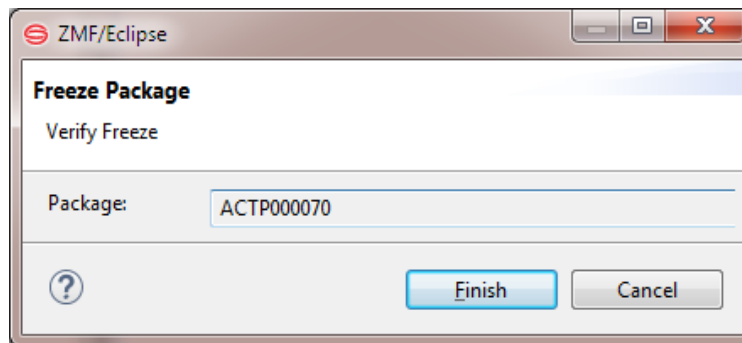 ZMF/Eclipse
Freeze Package
Verify Freeze
Package: ACTP000070
? Finish Cancel